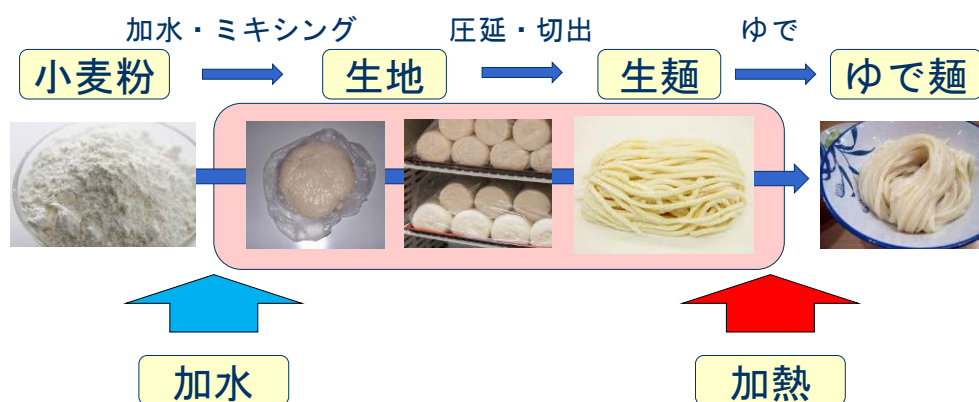 加水・ミキシング 圧延・切出 ゆで
小麦粉 生地 生麺 ゆで麺
加水 加熱